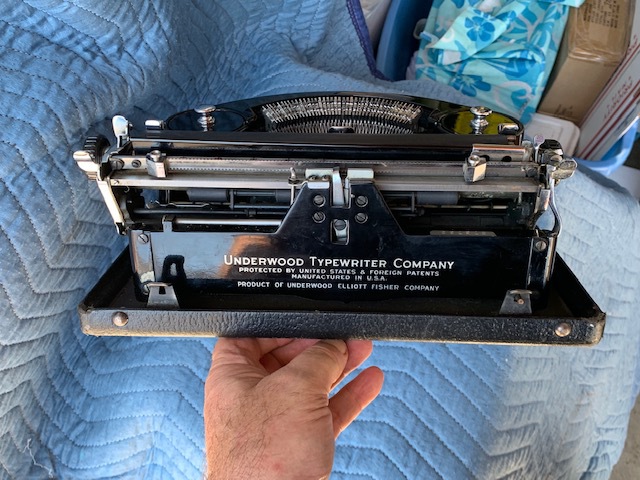 UNDERWOOD TYPEWRITER COMPANY
PROTECTED BY UNITED STATES & FOREIGN PATENTS
MANUFACTURED IN U.S.A.
PRODUCT OF UNDERWOOD ELLIOTT FISHER COMPANY